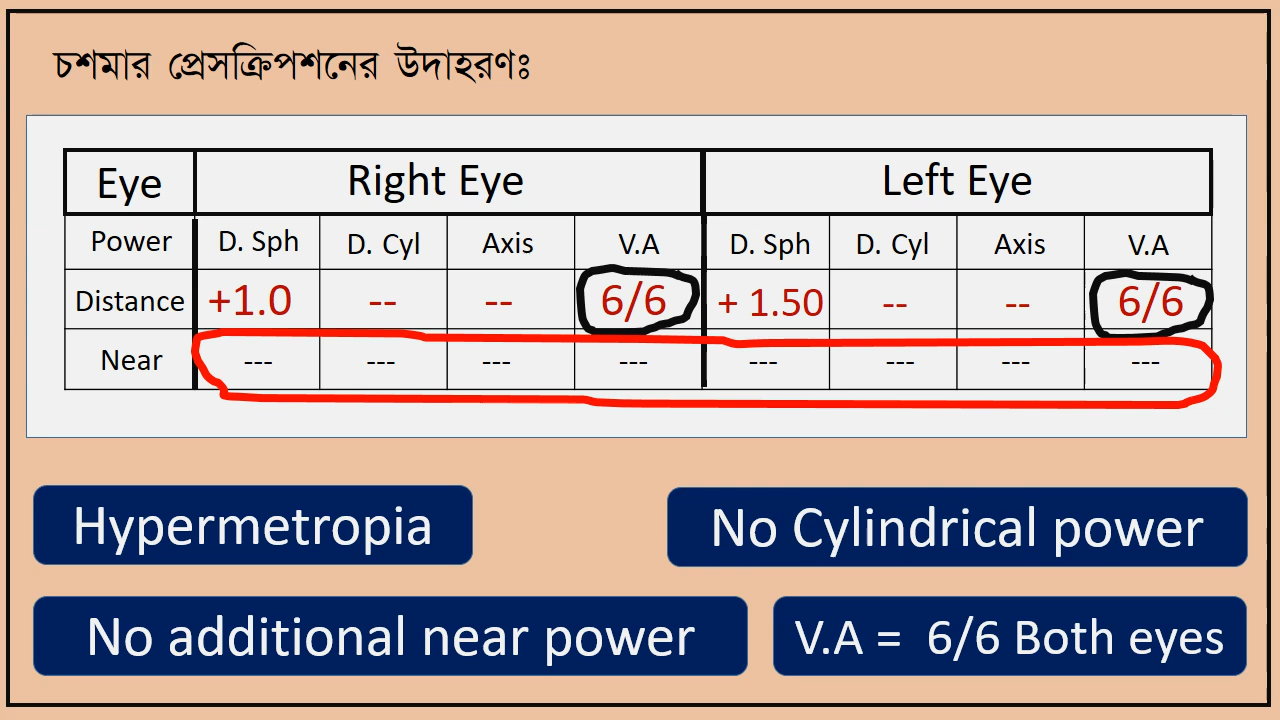 চশমার প্রেসক্রিপশনের উদাহরণঃ
Eye Right Eye Left Eye
Power D. Sph D. Cyl Axis V.A D. Sph D. Cyl Axis V.A
Distance +1.0 -- -- 6/6 + 1.50 -- -- 6/6
Near --- --- --- --- --- --- --- ---
Hypermetropia No Cylindrical power
No additional near power V.A = 6/6 Both eyes